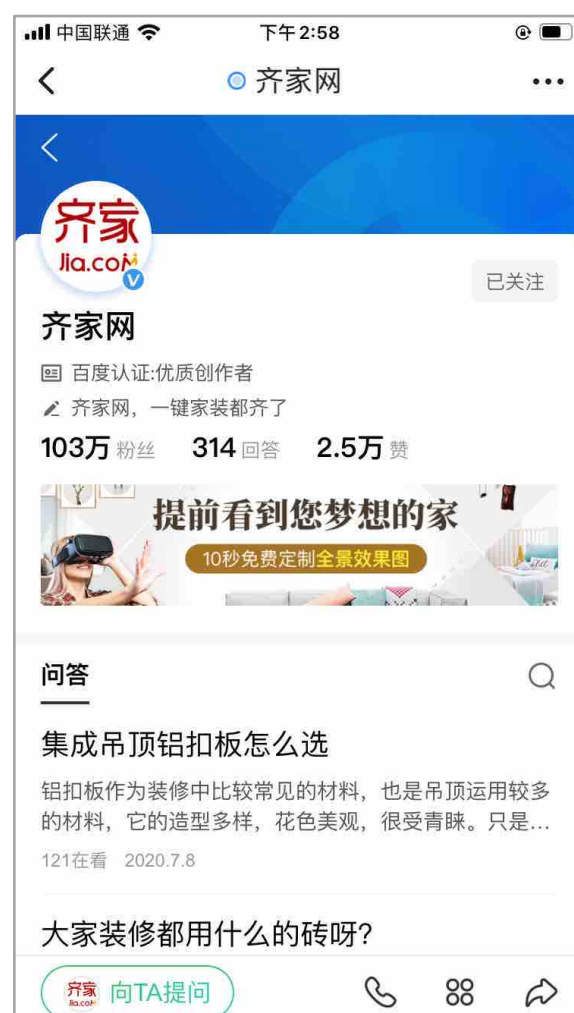 中国联通
下午2:58
齐家网
齐家
Jia.com
已关注
齐家网
百度认证:优质创作者
齐家网，一键家装都齐了
103万 粉丝 314 回答 2.5万 赞
提前看到您梦想的家
10秒免费定制全景效果图
问答
集成吊顶铝扣板怎么选
铝扣板作为装修中比较常见的材料，也是吊顶运用较多
的材料，它的造型多样，花色美观，很受青睐。只是...
121在看 2020.7.8
大家装修都用什么的砖呀？
齐家
Jia.com
向TA提问